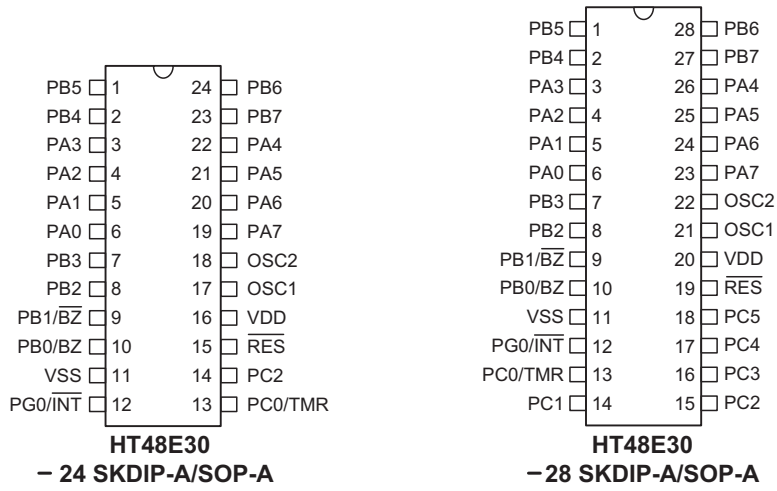 PB5 1 24 PB6
PB4 2 23 PB7
PA3 3 22 PA4
PA2 4 21 PA5
PA1 5 20 PA6
PA0 6 19 PA7
PB3 7 18 OSC2
PB2 8 17 OSC1
PB1/B̅Z̅ 9 16 VDD
PB0/BZ 10 15 R̅E̅S̅
VSS 11 14 PC2
PG0/I̅N̅T̅ 12 13 PC0/TMR
HT48E30
– 24 SKDIP-A/SOP-A
PB5 1 28 PB6
PB4 2 27 PB7
PA3 3 26 PA4
PA2 4 25 PA5
PA1 5 24 PA6
PA0 6 23 PA7
PB3 7 22 OSC2
PB2 8 21 OSC1
PB1/B̅Z̅ 9 20 VDD
PB0/BZ 10 19 R̅E̅S̅
VSS 11 18 PC5
PG0/I̅N̅T̅ 12 17 PC4
PC0/TMR 13 16 PC3
PC1 14 15 PC2
HT48E30
– 28 SKDIP-A/SOP-A